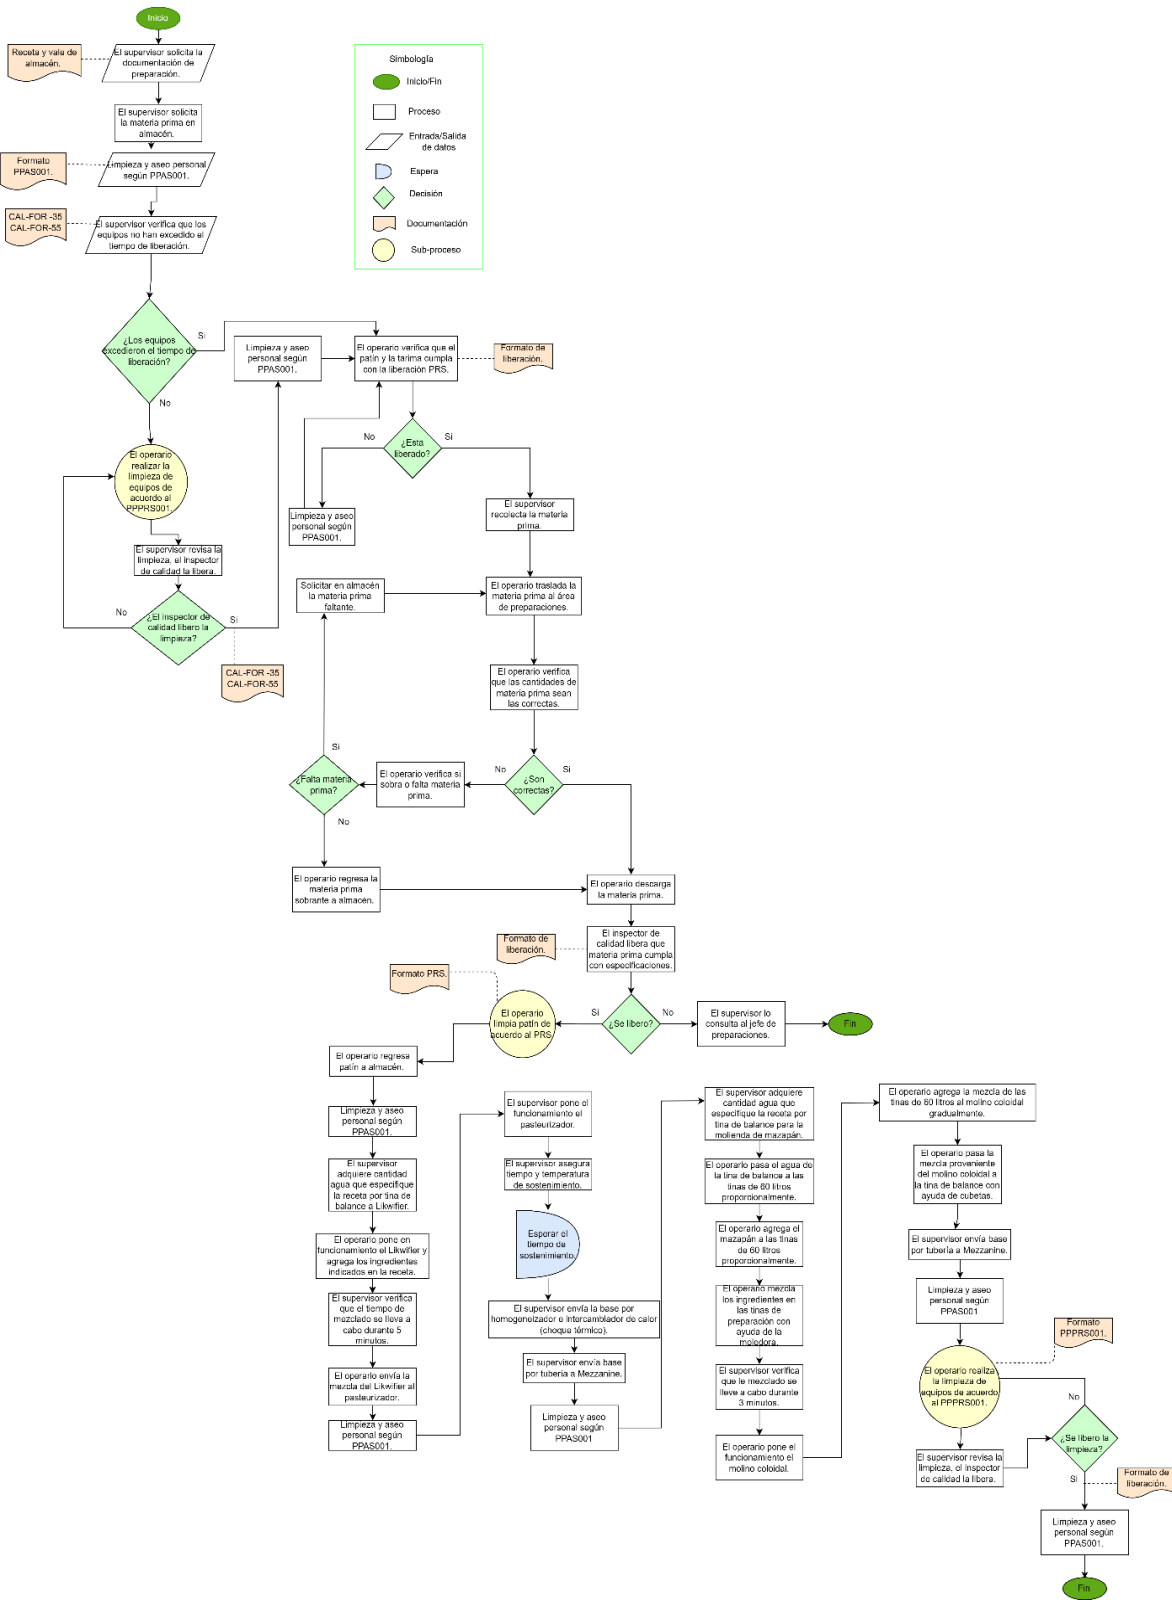 Inicio
Receta y vale de
almacén.
El supervisor solicita la
documentación de
preparación.
El supervisor solicita
la materia prima en
almacén.
Formato
PPAS001.
Limpieza y aseo personal
según PPAS001.
CAL-FOR -35
CAL-FOR-55
El supervisor verifica que los
equipos no han excedido el
tiempo de liberación.
Simbología
Inicio/Fin
Proceso
Entrada/Salida
de datos
Espera
Decisión
Documentación
Sub-proceso
¿Los equipos
excedieron el tiempo de
liberación?
Si
No
Limpieza y aseo
personal según
PPAS001.
El operario verifica que el
patín y la tarima cumpla
con la liberación PRS.
Formato de
liberación.
¿Esta
liberado?
No
Si
El operario
realizar la
limpieza de
equipos de
acuerdo al
PPPRS001.
Limpieza y aseo
personal según
PPAS001.
El supervisor
recolecta la materia
prima.
El supervisor revisa la
limpieza, el inspector
de calidad la libera.
¿El Inspector de
calidad libero la
limpieza?
No
Si
CAL-FOR -35
CAL-FOR-55
Solicitar en almacén
la materia prima
faltante.
El operario traslada la
materia prima al área
de preparaciones.
El operario verifica
que las cantidades de
materia prima sean
las correctas.
¿Son
correctas?
No
Si
El operario verifica si
sobra o falta materia
prima.
¿Falta materia
prima?
Si
No
El operario regresa la
materia prima
sobrante a almacén.
El operario descarga
la materia prima.
El inspector de
calidad libera que
materia prima cumpla
con especificaciones.
Formato de
liberación.
Formato PRS.
¿Se libero?
Si
No
El supervisor lo
consulta al jefe de
preparaciones.
Fin
El operario
limpia patín de
acuerdo al PRS
El operario regresa
patín a almacén.
Limpieza y aseo
personal según
PPAS001.
El supervisor
adquiere cantidad
agua que especifique
la receta por tina de
balance a Likwifier.
El operario pone en
funcionamiento el Likwifier y
agrega los ingredientes
indicados en la receta.
El supervisor verifica
que el tiempo de
mezclado se lleva a
cabo durante 5
minutos.
El operario envía la
mezcla del Likwifier al
pasteurizador.
Limpieza y aseo
personal según
PPAS001.
El supervisor pone el
funcionamiento el
pasteurizador.
El supervisor asegura
tiempo y temperatura
de sostenimiento.
Esperar el
tiempo de
sostenimiento.
El supervisor envía la base por
homogeneizador e intercambiador de calor
(choque térmico).
El supervisor envía base
por tubería a Mezzanine.
Limpieza y aseo
personal según
PPAS001
El supervisor adquiere
cantidad agua que
especifique la receta por
tina de balance para la
molienda de mazapán.
El operario pasa el agua de
la tina de balance a las
tinas de 60 litros
proporcionalmente.
El operario agrega el
mazapán a las tinas
de 60 litros
proporcionalmente.
El operario mezcla
los ingredientes en
las tinas de
preparación con
ayuda de la
moledora.
El supervisor verifica
que le mezclado se
lleve a cabo durante
3 minutos.
El operario pone el
funcionamiento el
molino coloidal.
El operario agrega la mezcla de las
tinas de 60 litros al molino coloidal
gradualmente.
El operario pasa la
mezcla proveniente
del molino coloidal a
la tina de balance con
ayuda de cubetas.
El supervisor envía base
por tubería a Mezzanine.
Limpieza y aseo
personal según
PPAS001
Formato
PPPRS001.
El operario realiza
la limpieza de
equipos de acuerdo
al PPPRS001.
El supervisor revisa la
limpieza, el inspector
de calidad la libera.
No
¿Se libero la
limpieza?
Si
Formato de
liberación.
Limpieza y aseo
personal según
PPAS001.
Fin